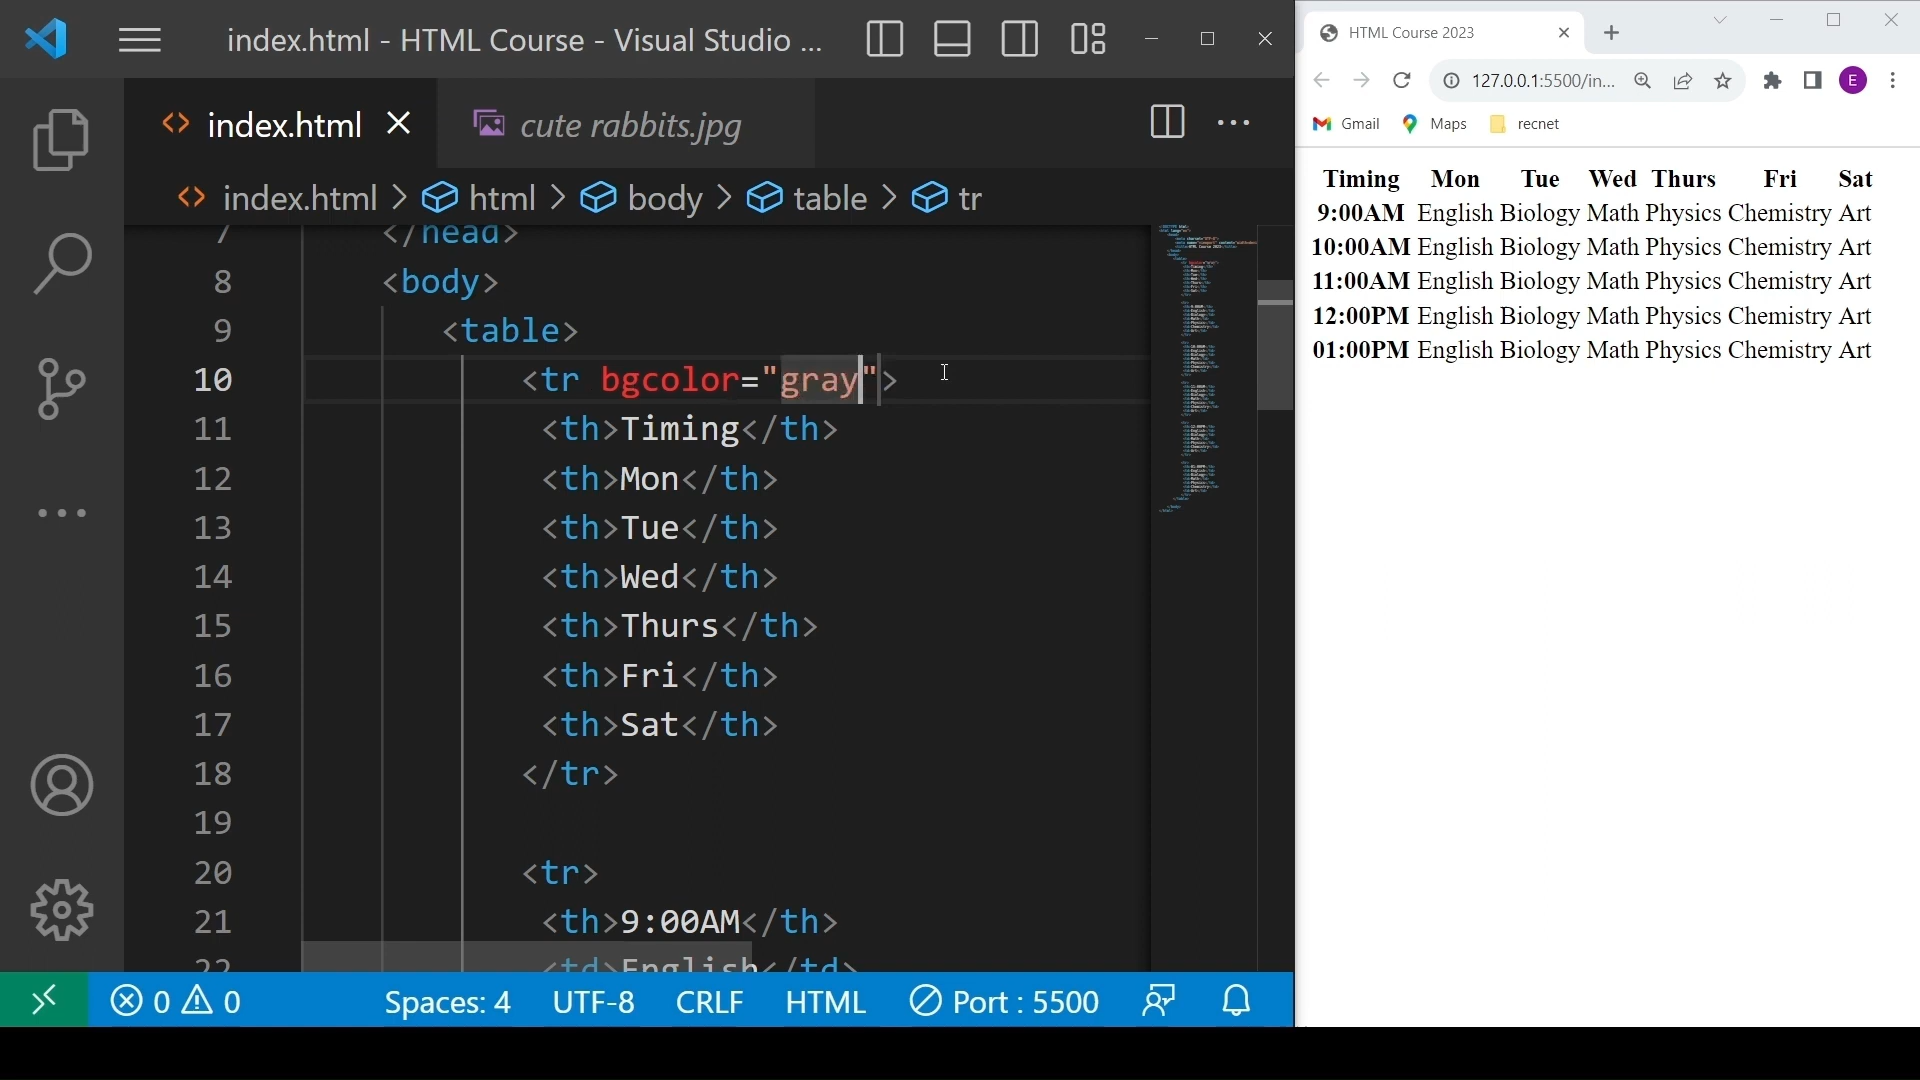 index.html - HTML Course - Visual Studio ...
index.html
cute rabbits.jpg
index.html > html > body > table > tr
7 </head>
8 <body>
9 <table>
10 <tr bgcolor="gray">
11 <th>Timing</th>
12 <th>Mon</th>
13 <th>Tue</th>
14 <th>Wed</th>
15 <th>Thurs</th>
16 <th>Fri</th>
17 <th>Sat</th>
18 </tr>
19
20 <tr>
21 <th>9:00AM</th>
22 <td>English</td>
0 0 Spaces: 4 UTF-8 CRLF HTML Port : 5500
HTML Course 2023
127.0.0.1:5500/in...
E
Gmail Maps recnet
Timing Mon Tue Wed Thurs Fri Sat
9:00AM English Biology Math Physics Chemistry Art
10:00AM English Biology Math Physics Chemistry Art
11:00AM English Biology Math Physics Chemistry Art
12:00PM English Biology Math Physics Chemistry Art
01:00PM English Biology Math Physics Chemistry Art